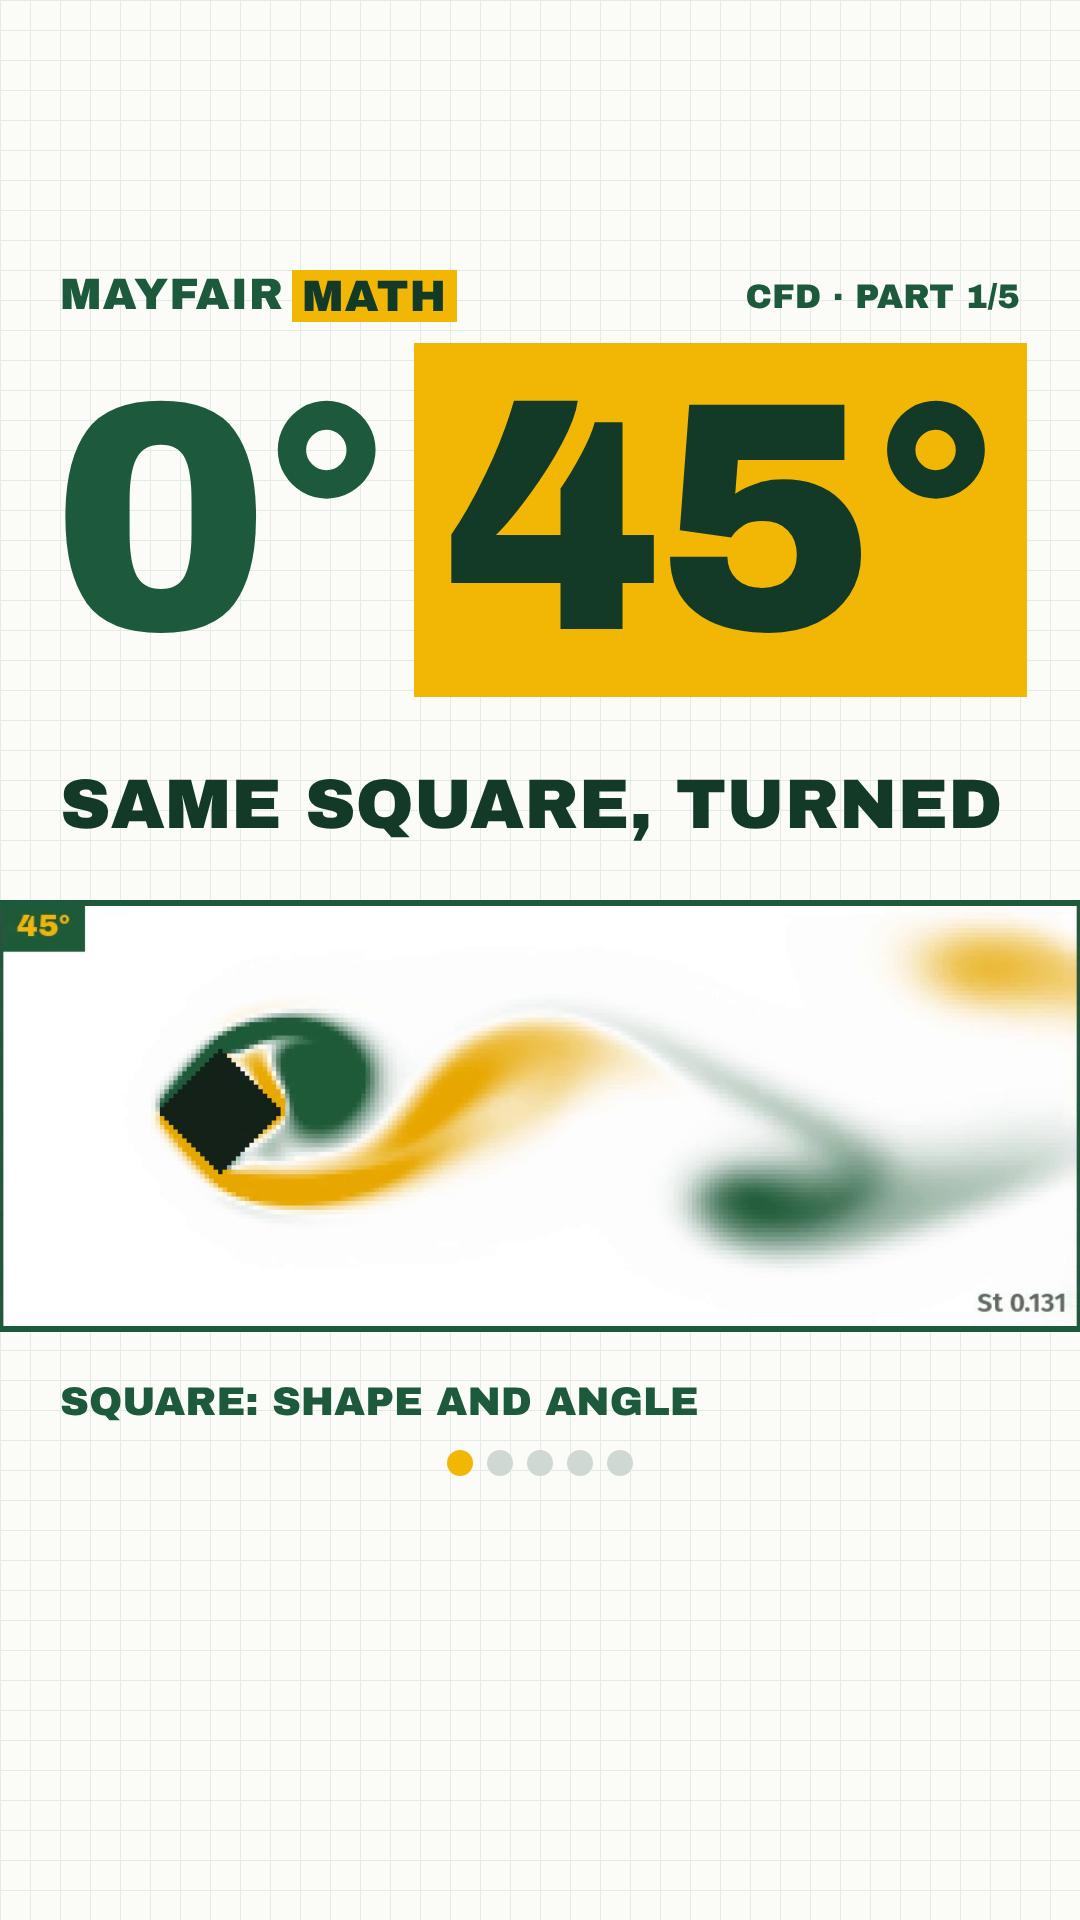 MAYFAIR MATH
CFD · PART 1/5
0° 45°
SAME SQUARE, TURNED
45°
St 0.131
SQUARE: SHAPE AND ANGLE